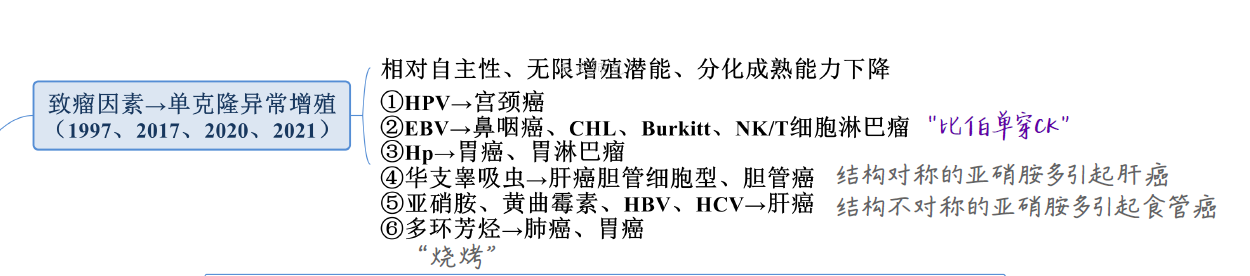 致瘤因素→单克隆异常增殖
（1997、2017、2020、2021）
相对自主性、无限增殖潜能、分化成熟能力下降
①HPV→宫颈癌
②EBV→鼻咽癌、CHL、Burkitt、NK/T细胞淋巴瘤 "比伯单穿CK"
③Hp→胃癌、胃淋巴瘤
④华支睾吸虫→肝癌胆管细胞型、胆管癌 结构对称的亚硝胺多引起肝癌
⑤亚硝胺、黄曲霉素、HBV、HCV→肝癌 结构不对称的亚硝胺多引起食管癌
⑥多环芳烃→肺癌、胃癌
“烧烤”